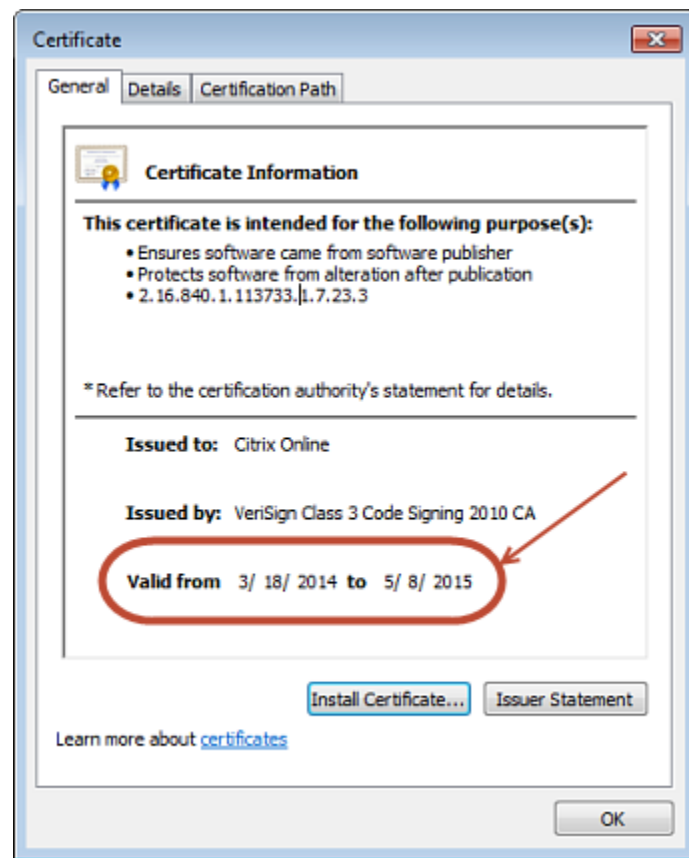 Certificate
General Details Certification Path
Certificate Information
This certificate is intended for the following purpose(s):
• Ensures software came from software publisher
• Protects software from alteration after publication
• 2.16.840.1.113733.1.7.23.3
* Refer to the certification authority's statement for details.
Issued to: Citrix Online
Issued by: VeriSign Class 3 Code Signing 2010 CA
Valid from 3/ 18/ 2014 to 5/ 8/ 2015
Install Certificate... Issuer Statement
Learn more about certificates
OK